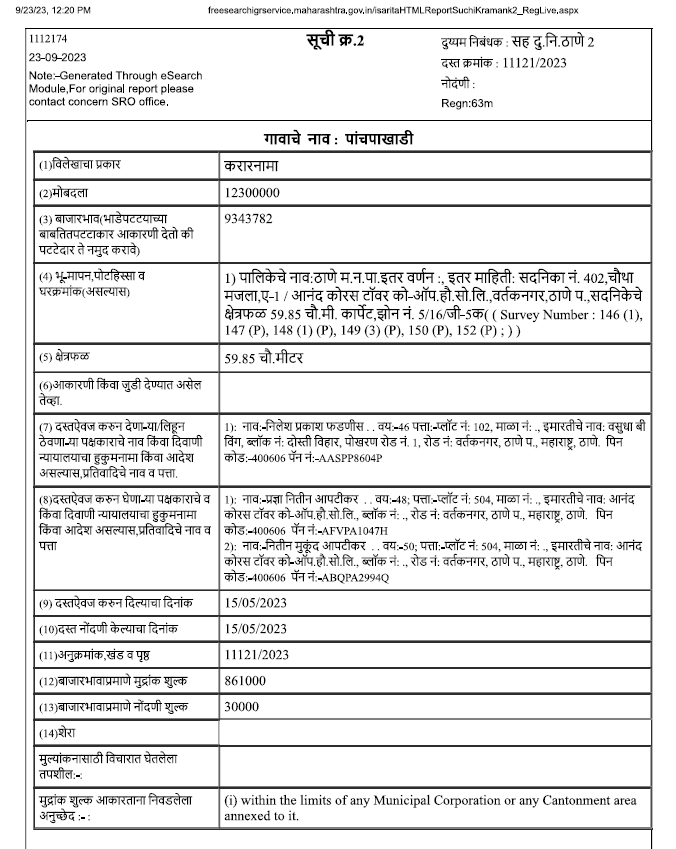 9/23/23, 12:20 PM freesearchigrservice.maharashtra.gov.in/isaritaHTMLReportSuchiKramank2_RegLive.aspx
1112174
23-09-2023
Note:-Generated Through eSearch
Module,For original report please
contact concern SRO office.
सूची क्र.2
दुय्यम निबंधक : सह दु.नि.ठाणे 2
दस्त क्रमांक : 11121/2023
नोदंणी :
Regn:63m
गावाचे नाव : पांचपाखाडी
(1)विलेखाचा प्रकार करारनामा
(2)मोबदला 12300000
(3) बाजारभाव(भाडेपटटयाच्या
बाबतितपटटाकार आकारणी देतो की
पटटेदार ते नमुद करावे)
9343782
(4) भू-मापन,पोटहिस्सा व
घरक्रमांक(असल्यास)
1) पालिकेचे नाव:ठाणे म.न.पा.इतर वर्णन :, इतर माहिती: सदनिका नं. 402,चौथा
मजला,ए-1 / आनंद कोरस टॉवर को-ऑप.हौ.सो.लि.,वर्तकनगर,ठाणे प.,सदनिकेचे
क्षेत्रफळ 59.85 चौ.मी. कार्पेट,झोन नं. 5/16/जी-5क( ( Survey Number : 146 (1),
147 (P), 148 (1) (P), 149 (3) (P), 150 (P), 152 (P) ; ) )
(5) क्षेत्रफळ 59.85 चौ.मीटर
(6)आकारणी किंवा जुडी देण्यात असेल
तेव्हा.
(7) दस्तऐवज करुन देणा-या/लिहून
ठेवणा-या पक्षकाराचे नाव किंवा दिवाणी
न्यायालयाचा हुकुमनामा किंवा आदेश
असल्यास,प्रतिवादिचे नाव व पत्ता.
1): नाव:-निलेश प्रकाश फडणीस . . वय:-46 पत्ता:-प्लॉट नं: 102, माळा नं: ., इमारतीचे नाव: वसुधा बी
विंग, ब्लॉक नं: दोस्ती विहार, पोखरण रोड नं. 1, रोड नं: वर्तकनगर, ठाणे प., महाराष्ट्र, ठाणे. पिन
कोड:-400606 पॅन नं:-AASPP8604P
(8)दस्तऐवज करुन घेणा-या पक्षकाराचे व
किंवा दिवाणी न्यायालयाचा हुकुमनामा
किंवा आदेश असल्यास,प्रतिवादिचे नाव व
पत्ता
1): नाव:-प्रज्ञा नितीन आपटीकर . . वय:-48; पत्ता:-प्लॉट नं: 504, माळा नं: ., इमारतीचे नाव: आनंद
कोरस टॉवर को-ऑप.हौ.सो.लि., ब्लॉक नं: ., रोड नं: वर्तकनगर, ठाणे प., महाराष्ट्र, ठाणे. पिन
कोड:-400606 पॅन नं:-AFVPA1047H
2): नाव:-नितीन मुकूंद आपटीकर . . वय:-50; पत्ता:-प्लॉट नं: 504, माळा नं: ., इमारतीचे नाव: आनंद
कोरस टॉवर को-ऑप.हौ.सो.लि., ब्लॉक नं: ., रोड नं: वर्तकनगर, ठाणे प., महाराष्ट्र, ठाणे. पिन
कोड:-400606 पॅन नं:-ABQPA2994Q
(9) दस्तऐवज करुन दिल्याचा दिनांक 15/05/2023
(10)दस्त नोंदणी केल्याचा दिनांक 15/05/2023
(11)अनुक्रमांक,खंड व पृष्ठ 11121/2023
(12)बाजारभावाप्रमाणे मुद्रांक शुल्क 861000
(13)बाजारभावाप्रमाणे नोंदणी शुल्क 30000
(14)शेरा
मुल्यांकनासाठी विचारात घेतलेला
तपशील:-:
मुद्रांक शुल्क आकारताना निवडलेला
अनुच्छेद :- :
(i) within the limits of any Municipal Corporation or any Cantonment area
annexed to it.